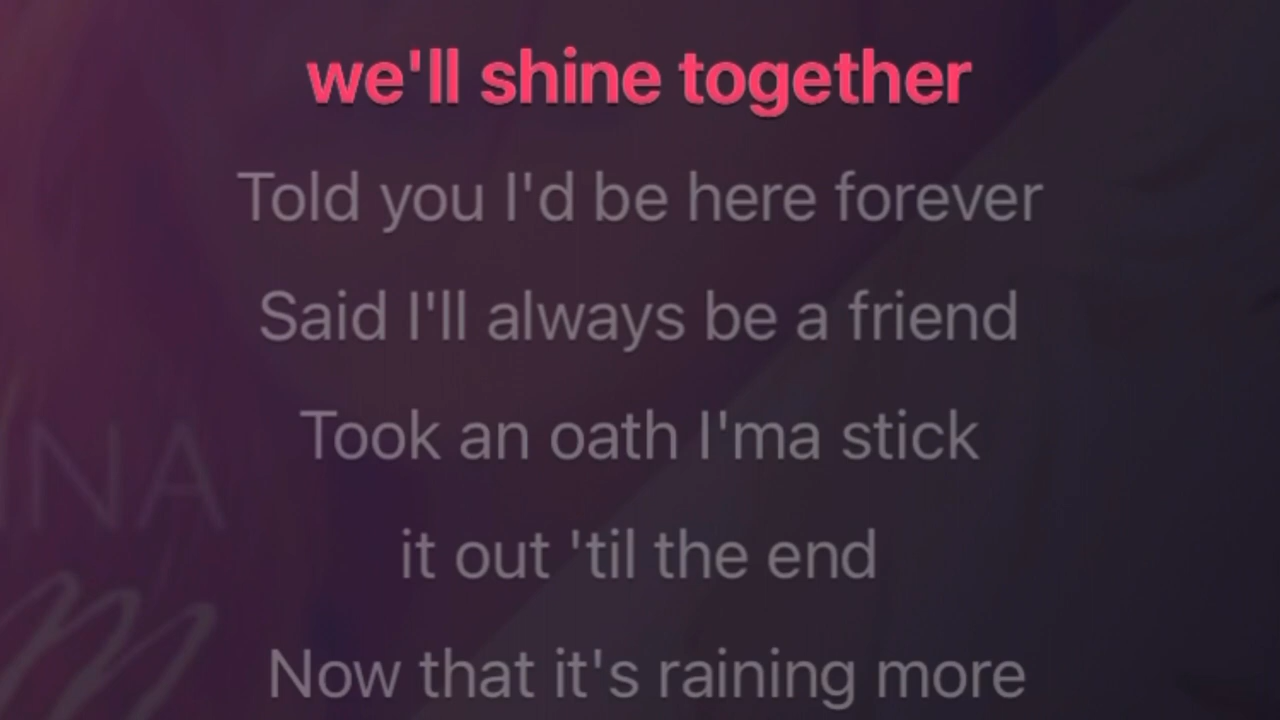 we'll shine together
Told you I'd be here forever
Said I'll always be a friend
Took an oath I'ma stick
it out 'til the end
Now that it's raining more
INA
m